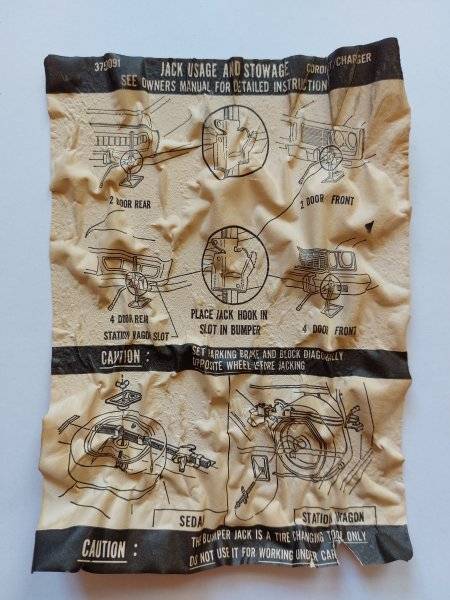 JACK USAGE AND STOWAGE
CHARGER
SEE OWNERS MANUAL FOR DETAILED INSTRUCTION
2 DOOR REAR
2 DOOR FRONT
4 DOOR REAR
STATION WAGON SLOT
PLACE JACK HOOK IN
SLOT IN BUMPER
4 DOOR FRONT
CAUTION :
SET PARKING BRAKE AND BLOCK DIAGONALLY
OPPOSITE WHEEL BEFORE JACKING
SEDA
STATION WAGON
CAUTION :
THE BUMPER JACK IS A TIRE CHANGING TOOL ONLY
DO NOT USE IT FOR WORKING UNDER CAR